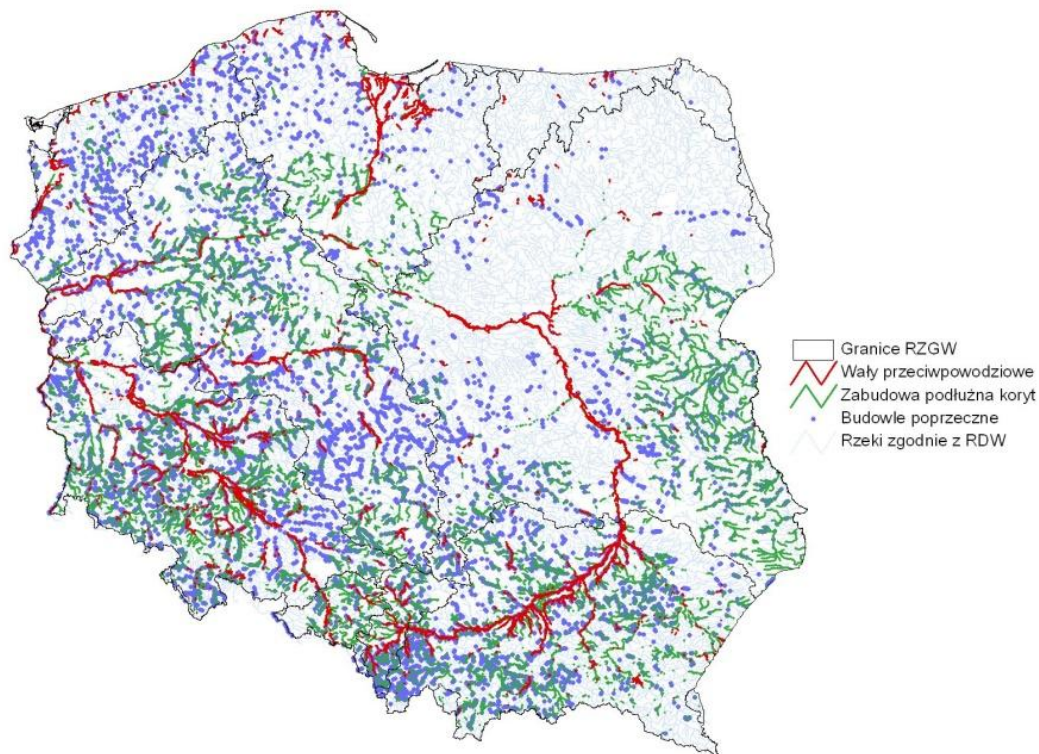 Granice RZGW
Wały przeciwpowodziowe
Zabudowa podłużna koryt
Budowle poprzeczne
Rzeki zgodnie z RDW